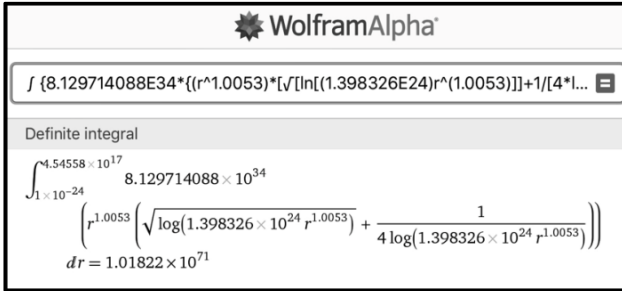 WolframAlpha
∫ {8.129714088E34*{(r^1.0053)*[√[ln[(1.398326E24)r^(1.0053)]]+1/[4*l...
Definite integral
∫_{1×10^-24}^{4.54558×10^17} 8.129714088 × 10^34
(r^1.0053 (√(log(1.398326 × 10^24 r^1.0053)) + 1/(4 log(1.398326 × 10^24 r^1.0053))))
dr = 1.01822 × 10^71